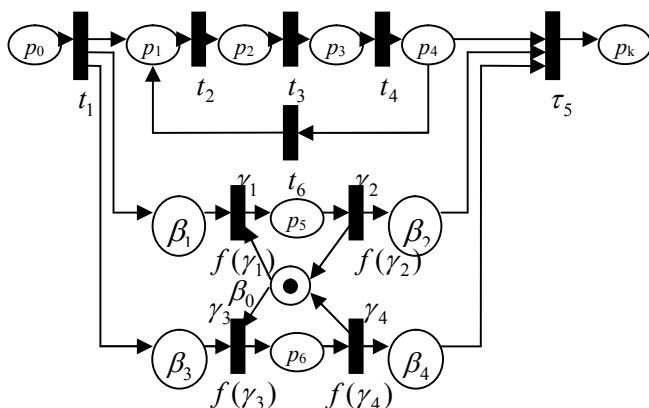 p₀ p₁ p₂ p₃ p₄ pₖ
t₁ t₂ t₃ t₄ τ₅
t₆
γ₁ γ₂
β₁ p₅ β₂
f(γ₁) f(γ₂)
β₀
γ₃ γ₄
β₃ p₆ β₄
f(γ₃) f(γ₄)